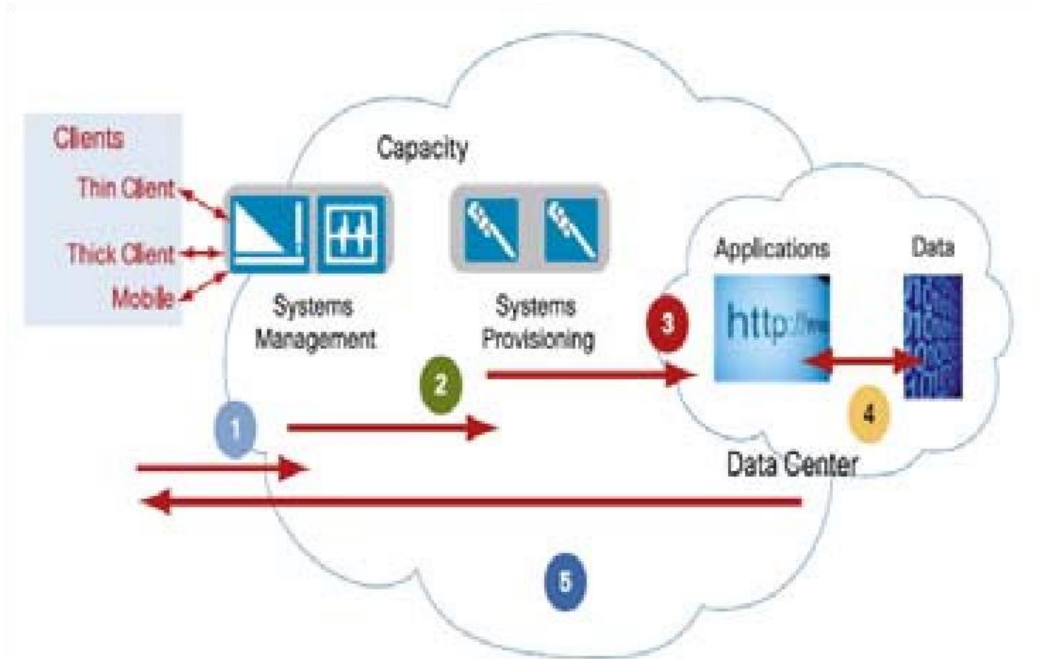 Clients
Thin Client
Thick Client
Mobile
Capacity
Systems
Management
Systems
Provisioning
Applications
Data
http://ww
Data Center
1
2
3
4
5